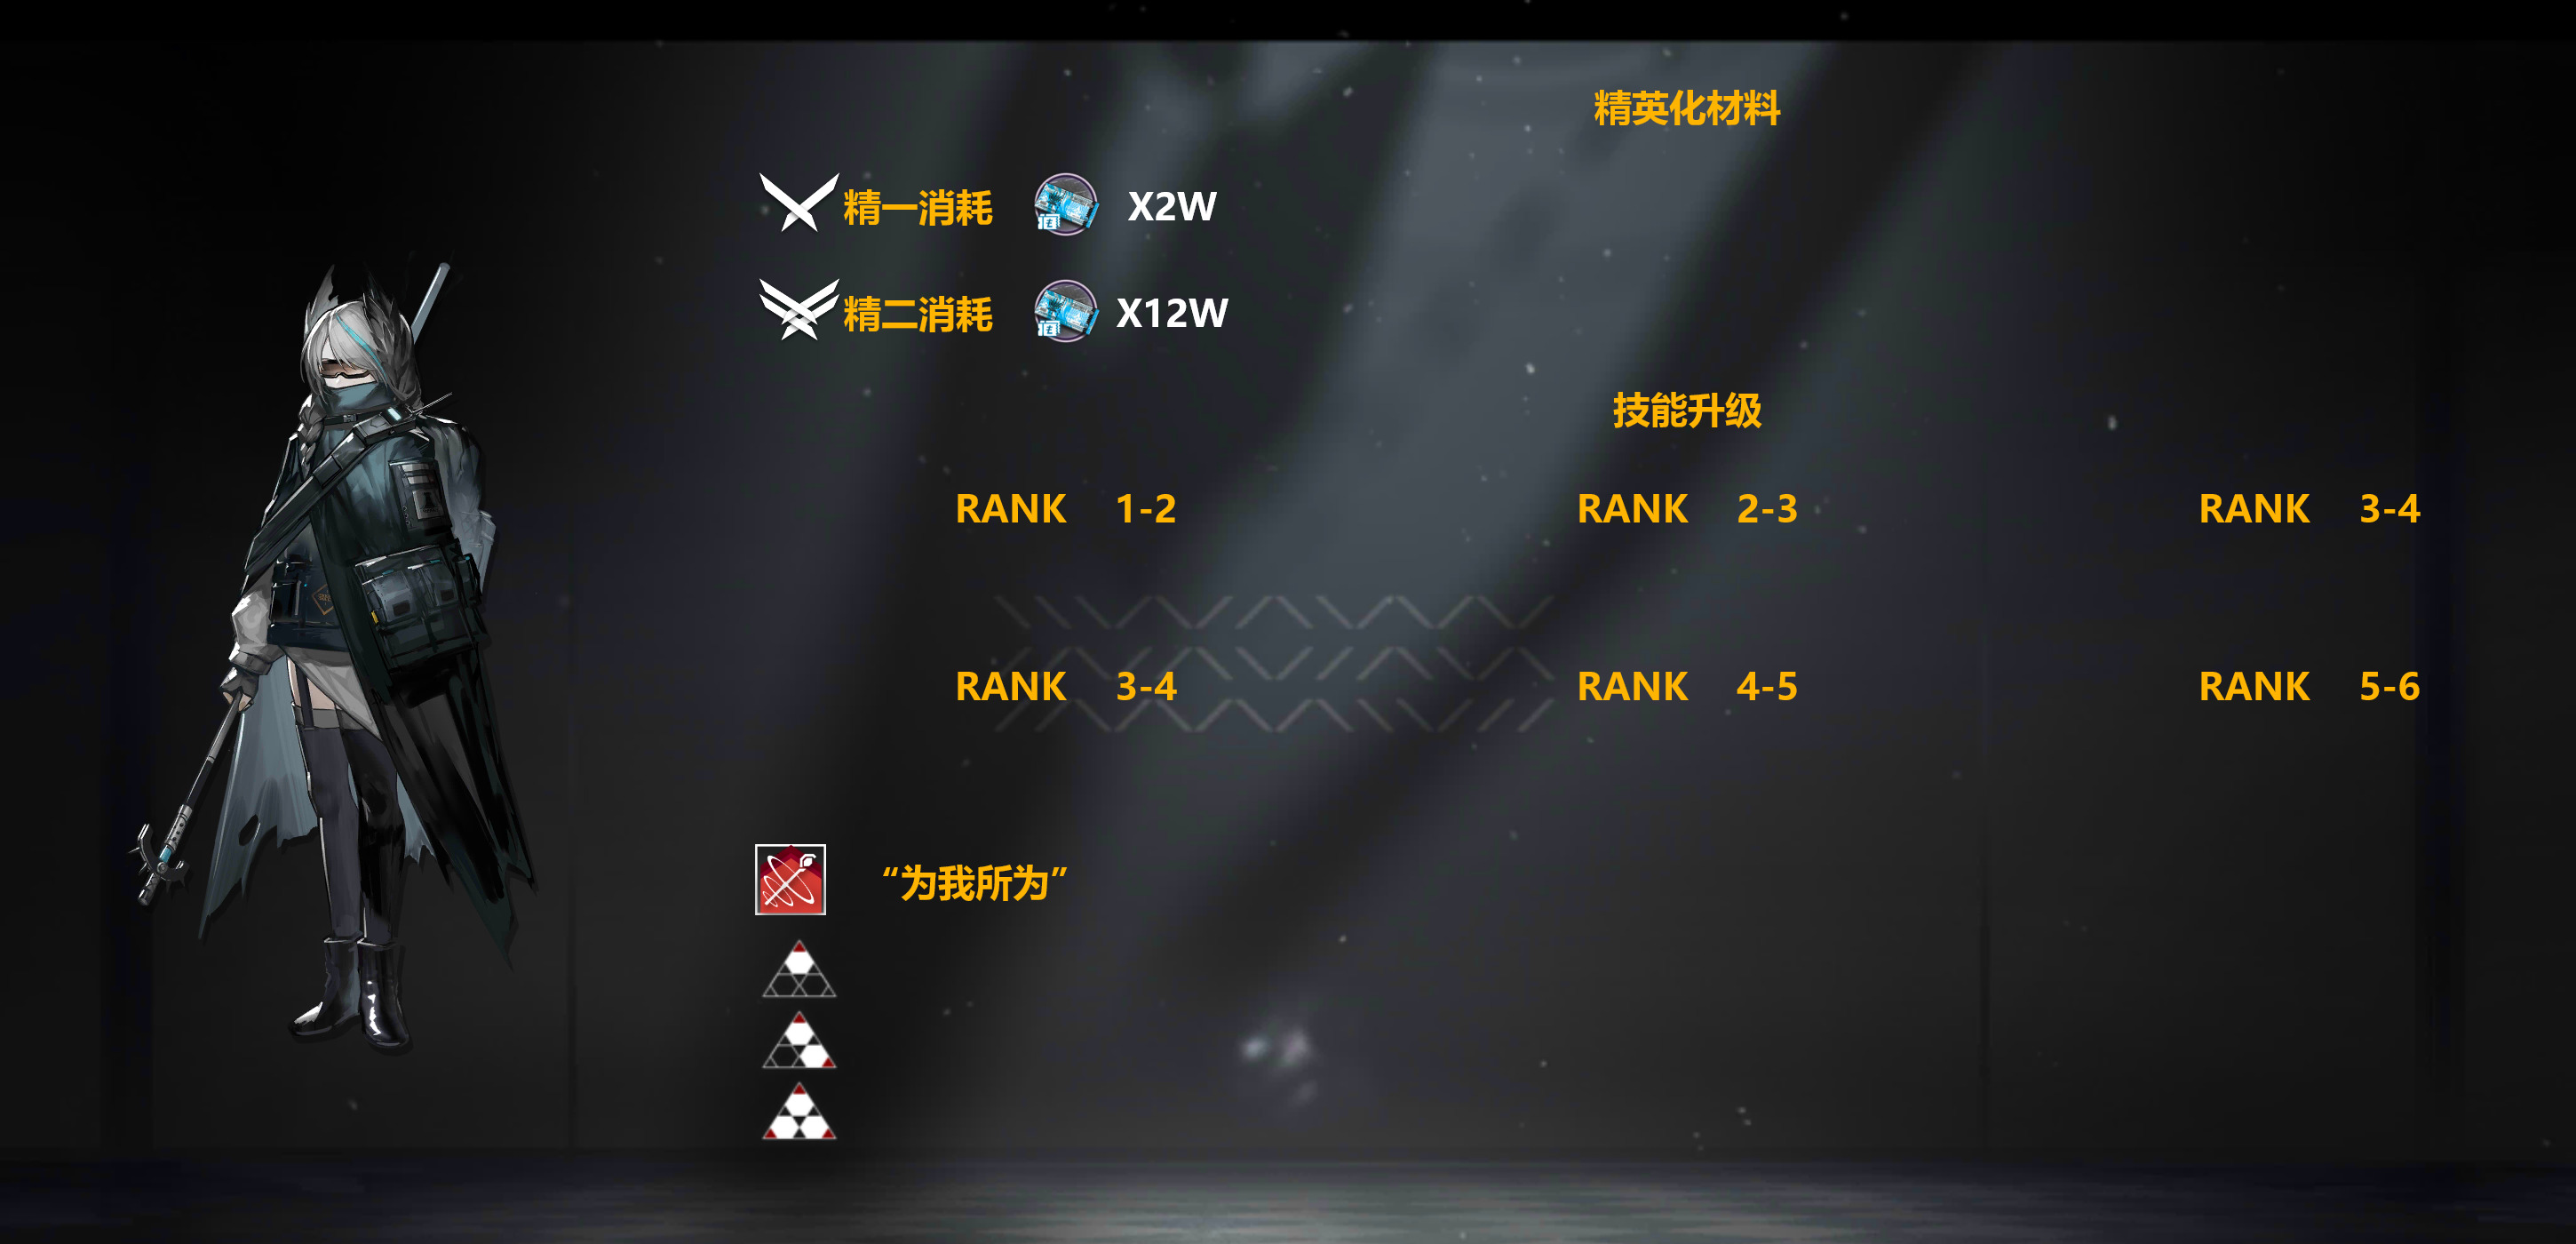 精英化材料
精一消耗 X2W
精二消耗 X12W
技能升级
RANK 1-2 RANK 2-3 RANK 3-4
RANK 3-4 RANK 4-5 RANK 5-6
“为我所为”